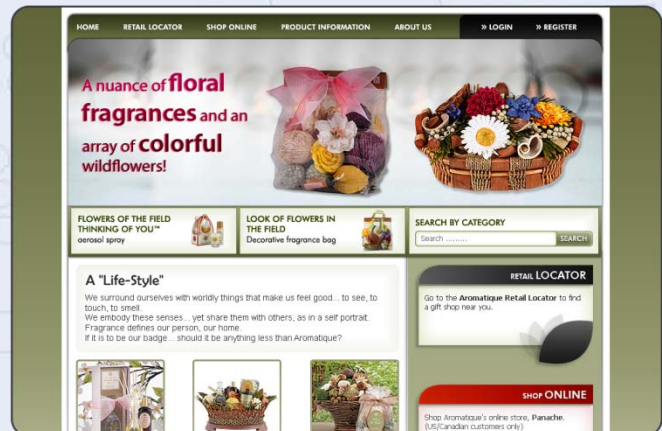 HOME RETAIL LOCATOR SHOP ONLINE PRODUCT INFORMATION ABOUT US » LOGIN » REGISTER
A nuance of floral
fragrances and an
array of colorful
wildflowers!
FLOWERS OF THE FIELD
THINKING OF YOU™
aerosol spray
LOOK OF FLOWERS IN
THE FIELD
Decorative fragrance bag
SEARCH BY CATEGORY
Search ......... SEARCH
A "Life-Style"
We surround ourselves with worldly things that make us feel good... to see, to
touch, to smell.
We embody these senses... yet share them with others, as in a self portrait.
Fragrance defines our person, our home.
If it is to be our badge... should it be anything less than Aromatique?
RETAIL LOCATOR
Go to the Aromatique Retail Locator to find
a gift shop near you.
SHOP ONLINE
Shop Aromatique's online store, Panache.
(US/Canadian customers only)